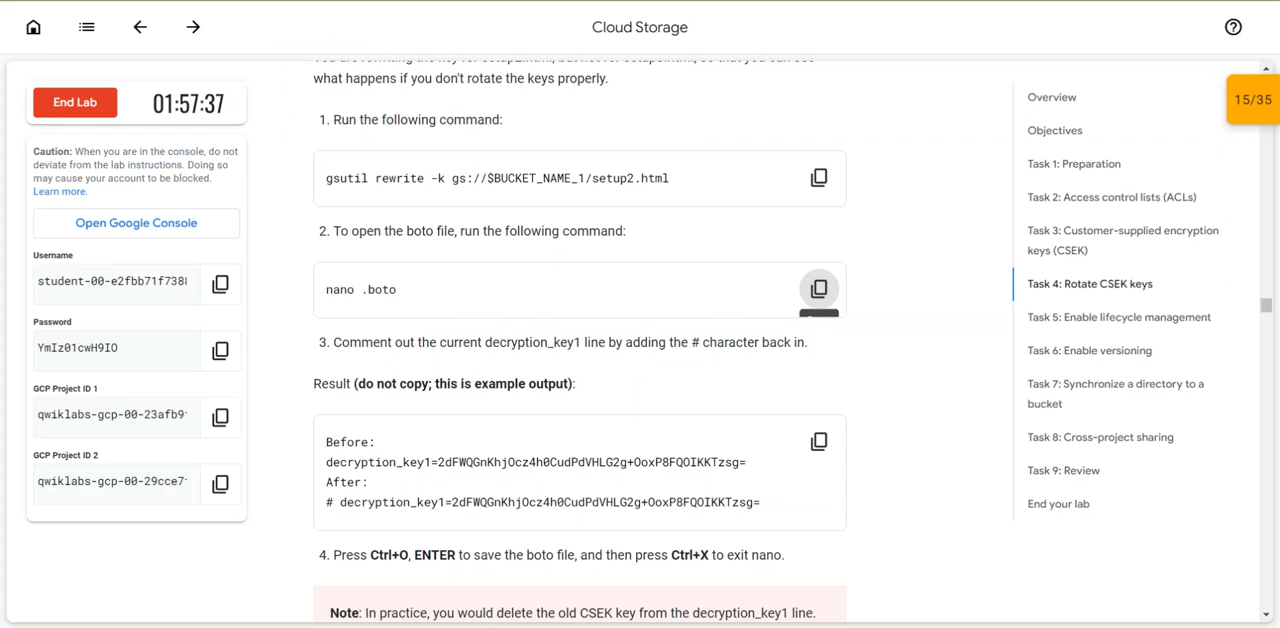 Cloud Storage
End Lab
01:57:37
Caution: When you are in the console, do not
deviate from the lab instructions. Doing so
may cause your account to be blocked.
Learn more.
Open Google Console
Username
student-00-e2fbb71f738
Password
YmIz01cwH9IO
GCP Project ID 1
qwiklabs-gcp-00-23afb9
GCP Project ID 2
qwiklabs-gcp-00-29cce7
what happens if you don't rotate the keys properly.
1. Run the following command:
gsutil rewrite -k gs://$BUCKET_NAME_1/setup2.html
2. To open the boto file, run the following command:
nano .boto
3. Comment out the current decryption_key1 line by adding the # character back in.
Result (do not copy; this is example output):
Before:
decryption_key1=2dFWQGnKhjOcz4h0CudPdVHLG2g+OoxP8FQOIKKTzsg=
After:
# decryption_key1=2dFWQGnKhjOcz4h0CudPdVHLG2g+OoxP8FQOIKKTzsg=
4. Press Ctrl+O, ENTER to save the boto file, and then press Ctrl+X to exit nano.
Note: In practice, you would delete the old CSEK key from the decryption_key1 line.
Overview
Objectives
Task 1: Preparation
Task 2: Access control lists (ACLs)
Task 3: Customer-supplied encryption
keys (CSEK)
Task 4: Rotate CSEK keys
Task 5: Enable lifecycle management
Task 6: Enable versioning
Task 7: Synchronize a directory to a
bucket
Task 8: Cross-project sharing
Task 9: Review
End your lab
15/35